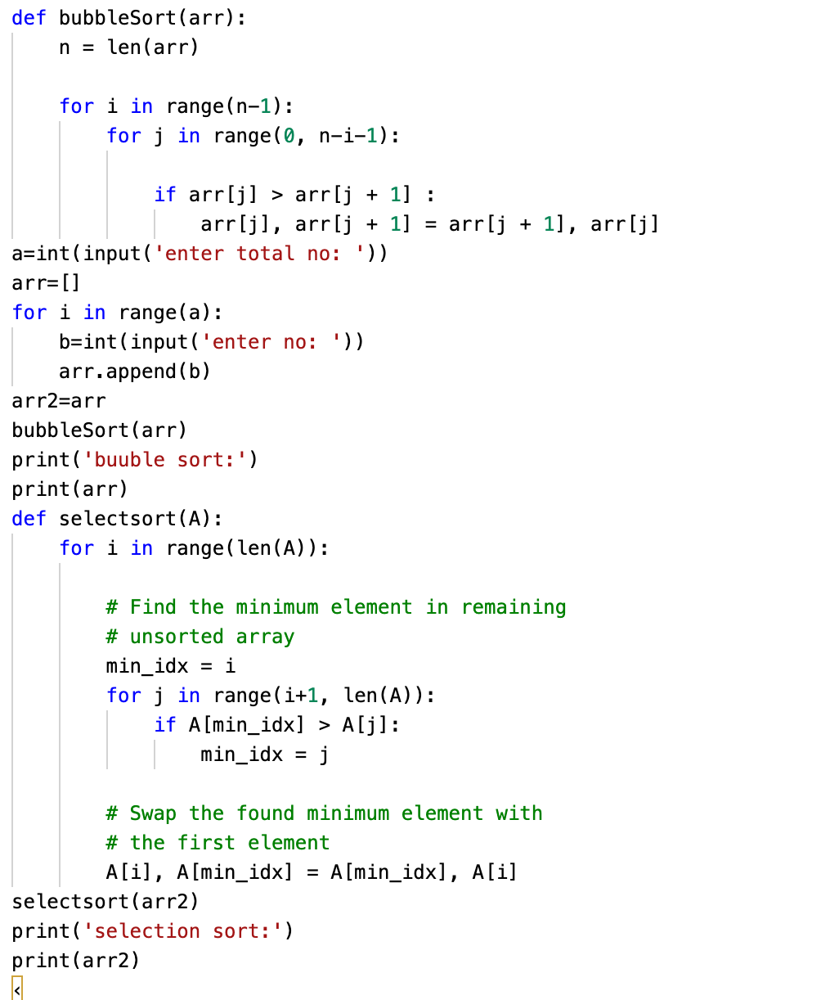 def bubbleSort(arr):
    n = len(arr)
    for i in range(n-1):
        for j in range(0, n-i-1):
            if arr[j] > arr[j + 1] :
                arr[j], arr[j + 1] = arr[j + 1], arr[j]
a=int(input('enter total no: '))
arr=[]
for i in range(a):
    b=int(input('enter no: '))
    arr.append(b)
arr2=arr
bubbleSort(arr)
print('buuble sort:')
print(arr)
def selectsort(A):
    for i in range(len(A)):
        # Find the minimum element in remaining
        # unsorted array
        min_idx = i
        for j in range(i+1, len(A)):
            if A[min_idx] > A[j]:
                min_idx = j
        # Swap the found minimum element with
        # the first element
        A[i], A[min_idx] = A[min_idx], A[i]
selectsort(arr2)
print('selection sort:')
print(arr2)
‹